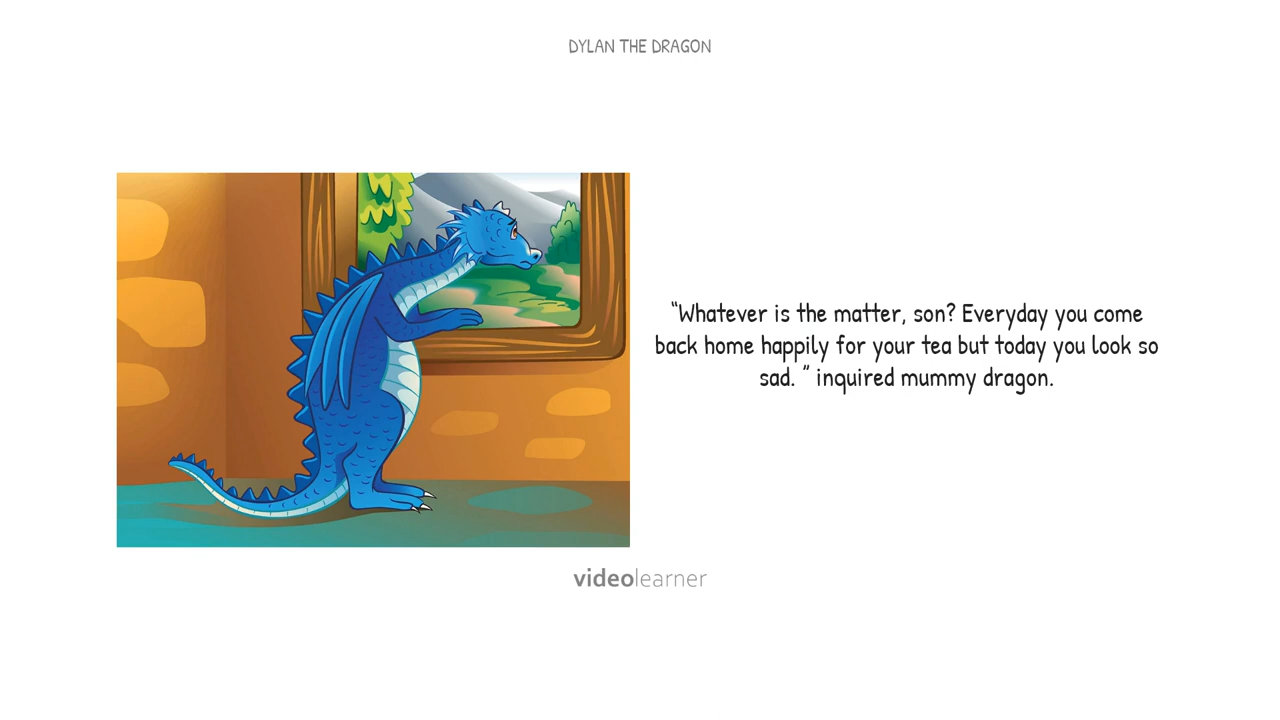 DYLAN THE DRAGON
“Whatever is the matter, son? Everyday you come
back home happily for your tea but today you look so
sad. ” inquired mummy dragon.
videolearner